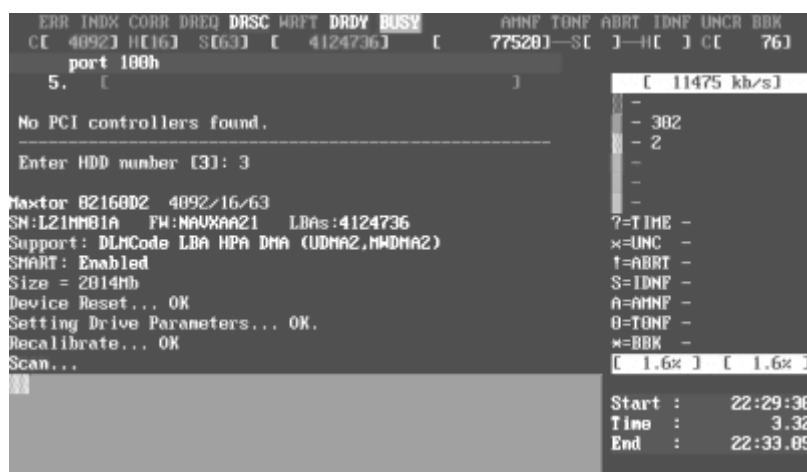 ERR INDX CORR DREQ DRSC WRFT DRDY BUSY AMNF T0NF ABRT IDNF UNCR BBK
C[ 4092] H[16] S[63] [ 4124736] [ 77520]—S[ ]—H[ ] C[ 76]
port 100h
5. [ ] [ 11475 kb/s]
–
No PCI controllers found. – 302
– 2
Enter HDD number [3]: 3 –
–
–
Maxtor 82160D2 4092/16/63
SN:L21MM81A FW:NAVXAA21 LBAs:4124736 ?=TIME –
Support: DLMCode LBA HPA DMA (UDMA2,MWDMA2) ×=UNC –
SMART: Enabled !=ABRT –
Size = 2014Mb S=IDNF –
Device Reset... OK A=AMNF –
Setting Drive Parameters... OK. 0=T0NF –
Recalibrate... OK *=BBK –
Scan... [ 1.6% ] [ 1.6% ]
Start : 22:29:30
Time : 3.32
End : 22:33.09